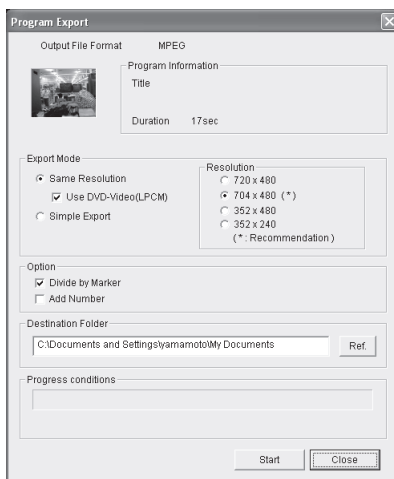 Program Export
Output File Format MPEG
Program Information
Title
Duration 17sec
Export Mode
Same Resolution
Use DVD-Video(LPCM)
Simple Export
Resolution
720 x 480
704 x 480 (*)
352 x 480
352 x 240
(*: Recommendation)
Option
Divide by Marker
Add Number
Destination Folder
C:\Documents and Settings\yamamoto\My Documents
Ref.
Progress conditions
Start Close